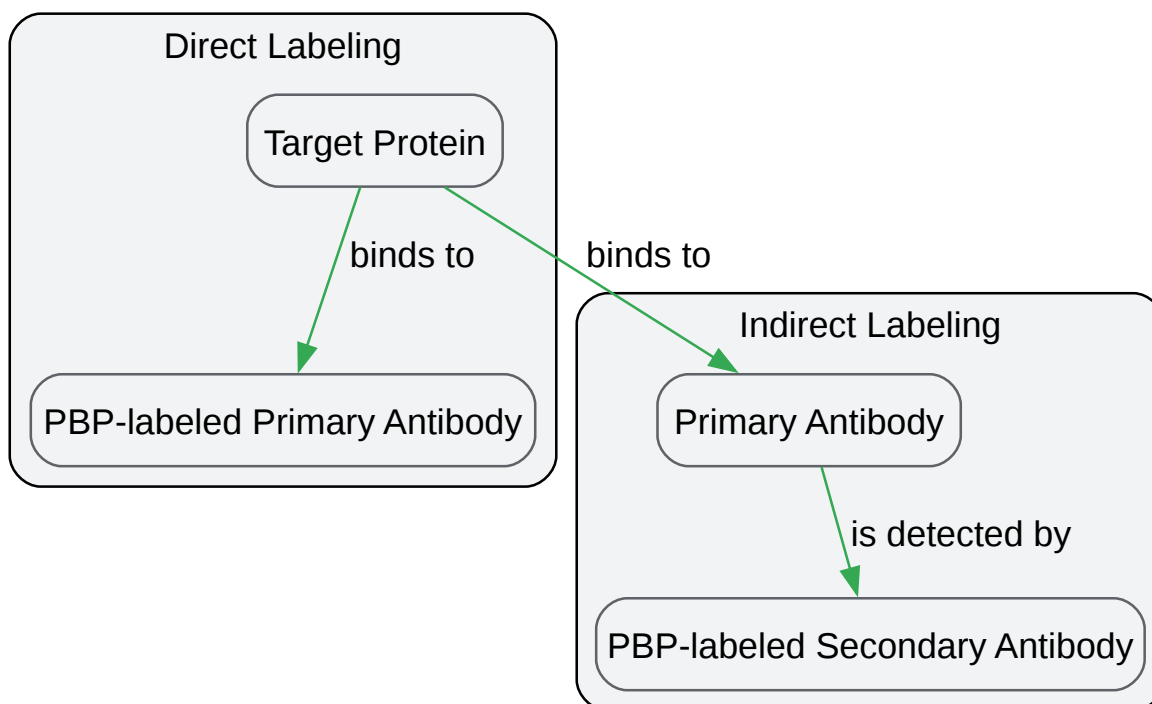 Direct Labeling
Target Protein
binds to
binds to
Indirect Labeling
PBP-labeled Primary Antibody
Primary Antibody
is detected by
PBP-labeled Secondary Antibody